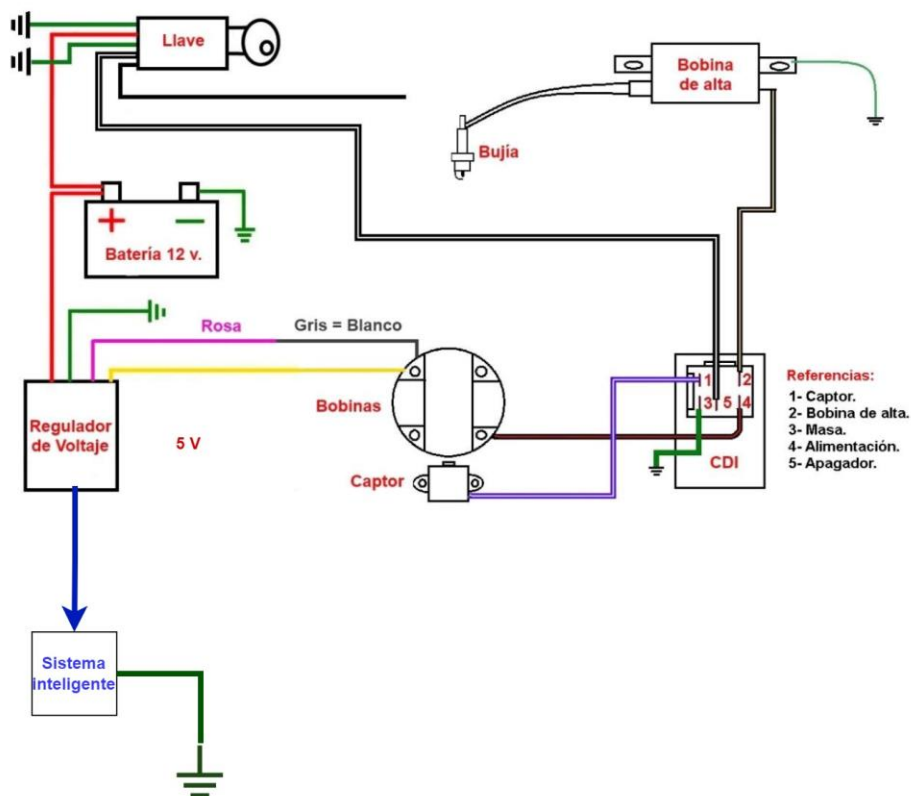 Llave
Bobina
de alta
Bujía
+ −
Batería 12 v.
Rosa
Gris = Blanco
Bobinas
Regulador
de Voltaje
5 V
Captor
1 2
3 5 4
CDI
Referencias:
1- Captor.
2- Bobina de alta.
3- Masa.
4- Alimentación.
5- Apagador.
Sistema
inteligente